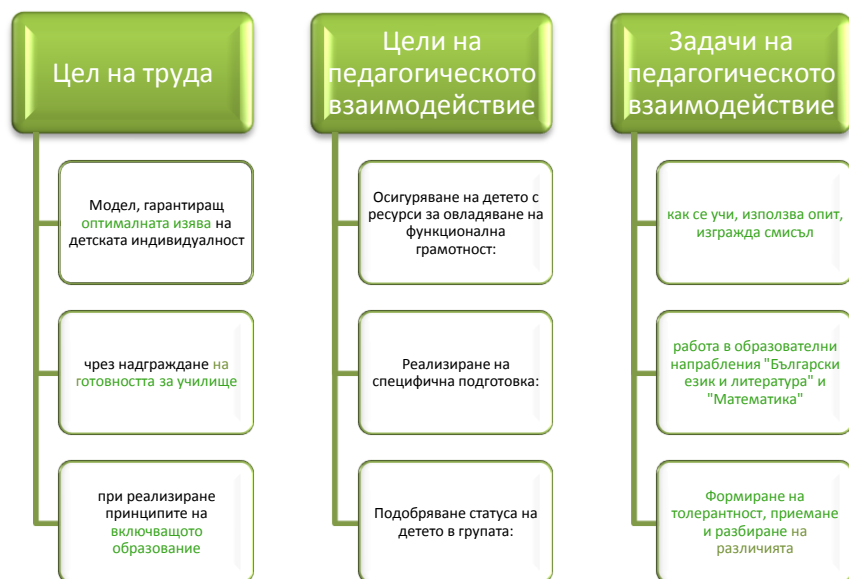 Цел на труда
Модел, гарантиращ
оптималната изява на
детската индивидуалност
чрез надграждане на
готовността за училище
при реализиране
принципите на
включващото
образование
Цели на
педагогическото
взаимодействие
Осигуряване на детето с
ресурси за овладяване на
функционална
грамотност:
Реализиране на
специфична подготовка:
Подобряване статуса на
детето в групата:
Задачи на
педагогическото
взаимодействие
как се учи, използва опит,
изгражда смисъл
работа в образователни
напрабления "Български
език и литература" и
"Математика"
Формиране на
толерантност, приемане
и разбиране на
различията